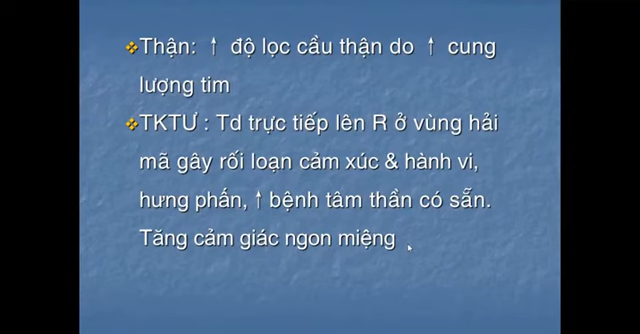 ❖Thận: ↑ độ lọc cầu thận do ↑ cung
lượng tim
❖TKTƯ : Td trực tiếp lên R ở vùng hải
mã gây rối loạn cảm xúc & hành vi,
hưng phấn, ↑ bệnh tâm thần có sẵn.
Tăng cảm giác ngon miệng